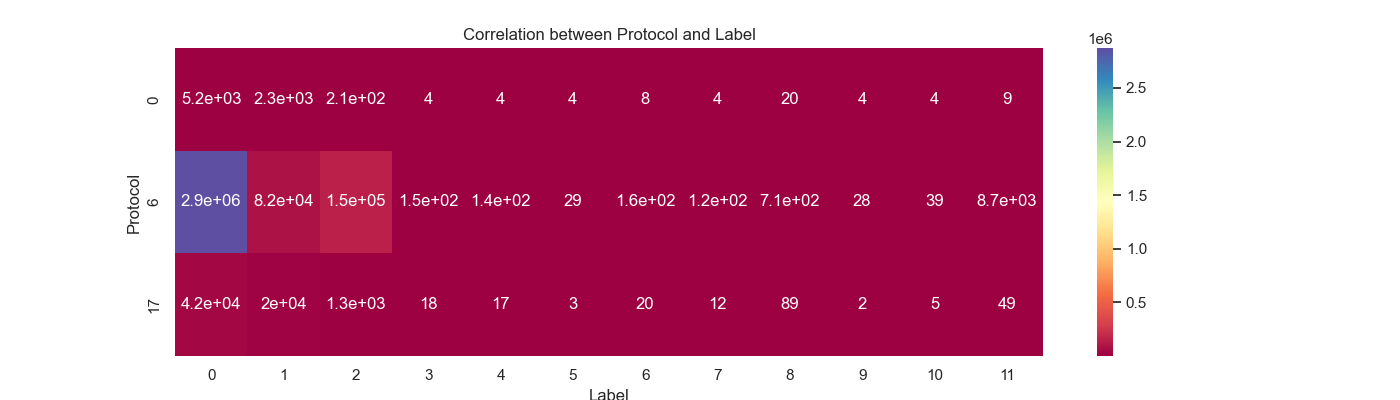 Correlation between Protocol and Label
1e6
0 5.2e+03 2.3e+03 2.1e+02 4 4 4 8 4 20 4 4 9
6 2.9e+06 8.2e+04 1.5e+05 1.5e+02 1.4e+02 29 1.6e+02 1.2e+02 7.1e+02 28 39 8.7e+03
17 4.2e+04 2e+04 1.3e+03 18 17 3 20 12 89 2 5 49
Protocol
0 1 2 3 4 5 6 7 8 9 10 11
Label
2.5
2.0
1.5
1.0
0.5